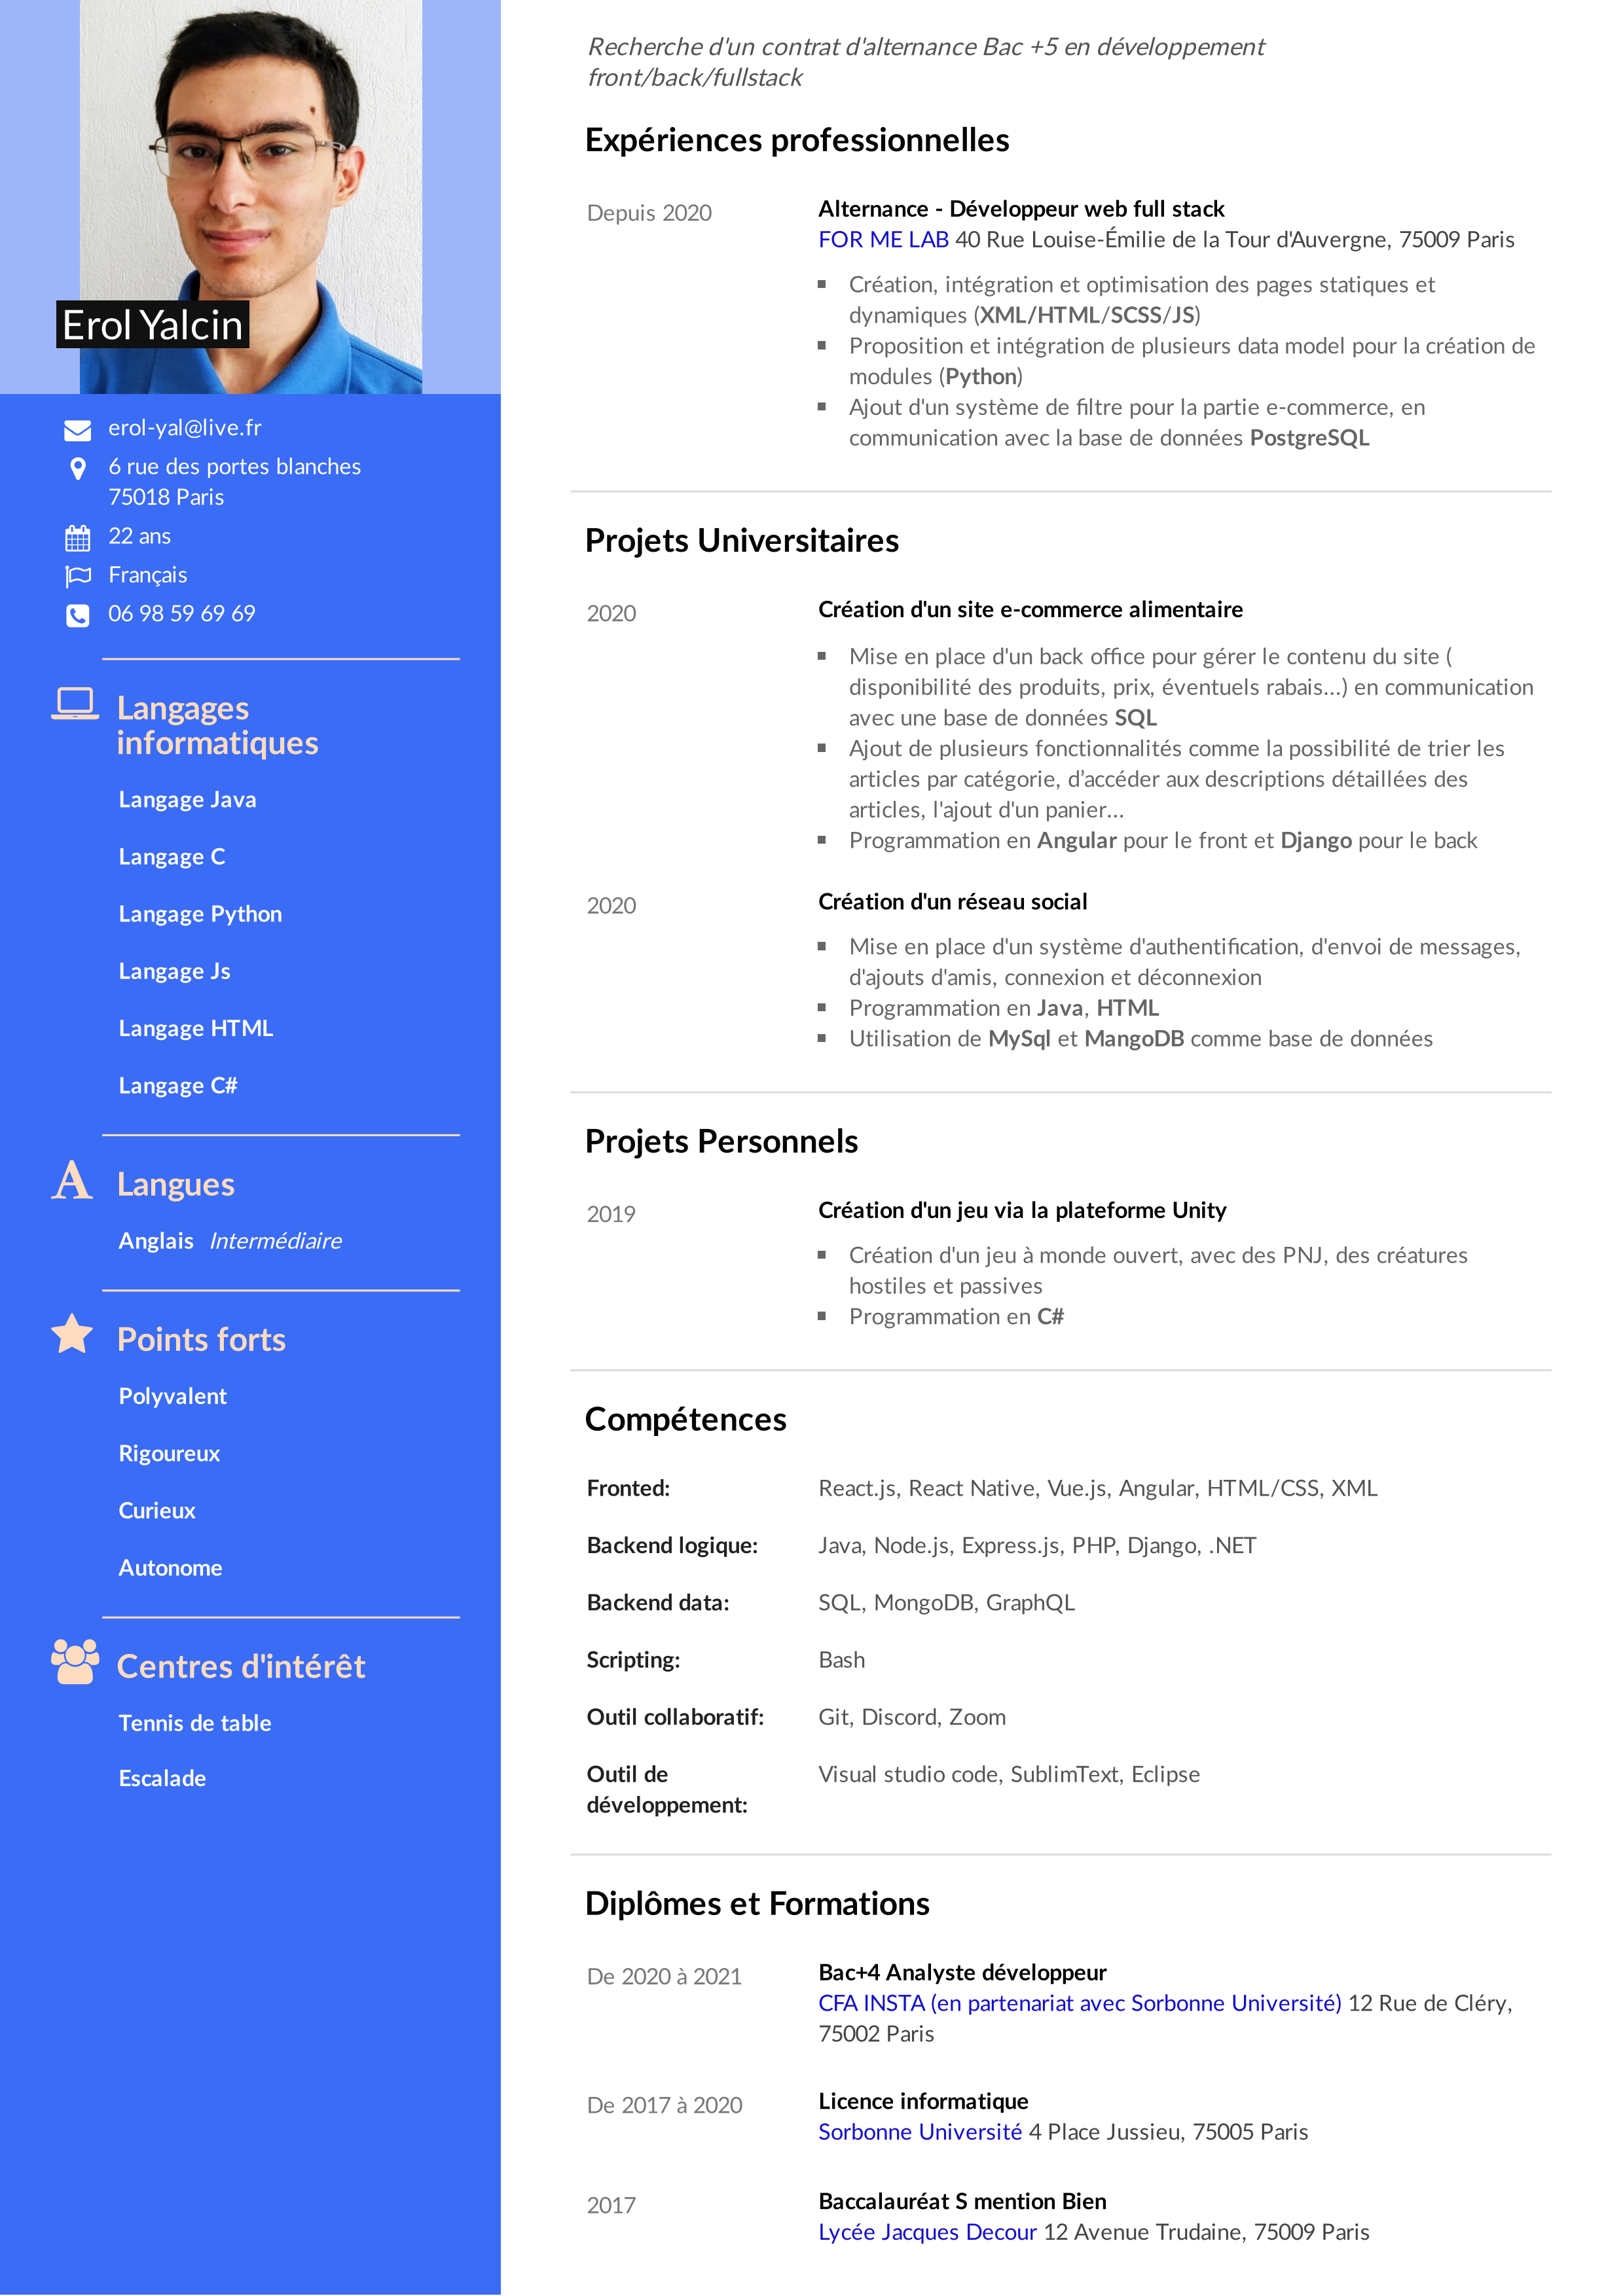 Erol Yalcin
erol-yal@live.fr
6 rue des portes blanches
75018 Paris
22 ans
Français
06 98 59 69 69
Langages
informatiques
Langage Java
Langage C
Langage Python
Langage Js
Langage HTML
Langage C#
Langues
Anglais Intermédiaire
Points forts
Polyvalent
Rigoureux
Curieux
Autonome
Centres d'intérêt
Tennis de table
Escalade
Recherche d'un contrat d'alternance Bac +5 en développement
front/back/fullstack
Expériences professionnelles
Depuis 2020
Alternance - Développeur web full stack
FOR ME LAB 40 Rue Louise-Émilie de la Tour d'Auvergne, 75009 Paris
▪ Création, intégration et optimisation des pages statiques et
dynamiques (XML/HTML/SCSS/JS)
▪ Proposition et intégration de plusieurs data model pour la création de
modules (Python)
▪ Ajout d'un système de filtre pour la partie e-commerce, en
communication avec la base de données PostgreSQL
Projets Universitaires
2020
Création d'un site e-commerce alimentaire
▪ Mise en place d'un back office pour gérer le contenu du site (
disponibilité des produits, prix, éventuels rabais...) en communication
avec une base de données SQL
▪ Ajout de plusieurs fonctionnalités comme la possibilité de trier les
articles par catégorie, d’accéder aux descriptions détaillées des
articles, l'ajout d'un panier...
▪ Programmation en Angular pour le front et Django pour le back
2020
Création d'un réseau social
▪ Mise en place d'un système d'authentification, d'envoi de messages,
d'ajouts d'amis, connexion et déconnexion
▪ Programmation en Java, HTML
▪ Utilisation de MySql et MangoDB comme base de données
Projets Personnels
2019
Création d'un jeu via la plateforme Unity
▪ Création d'un jeu à monde ouvert, avec des PNJ, des créatures
hostiles et passives
▪ Programmation en C#
Compétences
Fronted: React.js, React Native, Vue.js, Angular, HTML/CSS, XML
Backend logique: Java, Node.js, Express.js, PHP, Django, .NET
Backend data: SQL, MongoDB, GraphQL
Scripting: Bash
Outil collaboratif: Git, Discord, Zoom
Outil de
développement:
Visual studio code, SublimText, Eclipse
Diplômes et Formations
De 2020 à 2021
Bac+4 Analyste développeur
CFA INSTA (en partenariat avec Sorbonne Université) 12 Rue de Cléry,
75002 Paris
De 2017 à 2020
Licence informatique
Sorbonne Université 4 Place Jussieu, 75005 Paris
2017
Baccalauréat S mention Bien
Lycée Jacques Decour 12 Avenue Trudaine, 75009 Paris